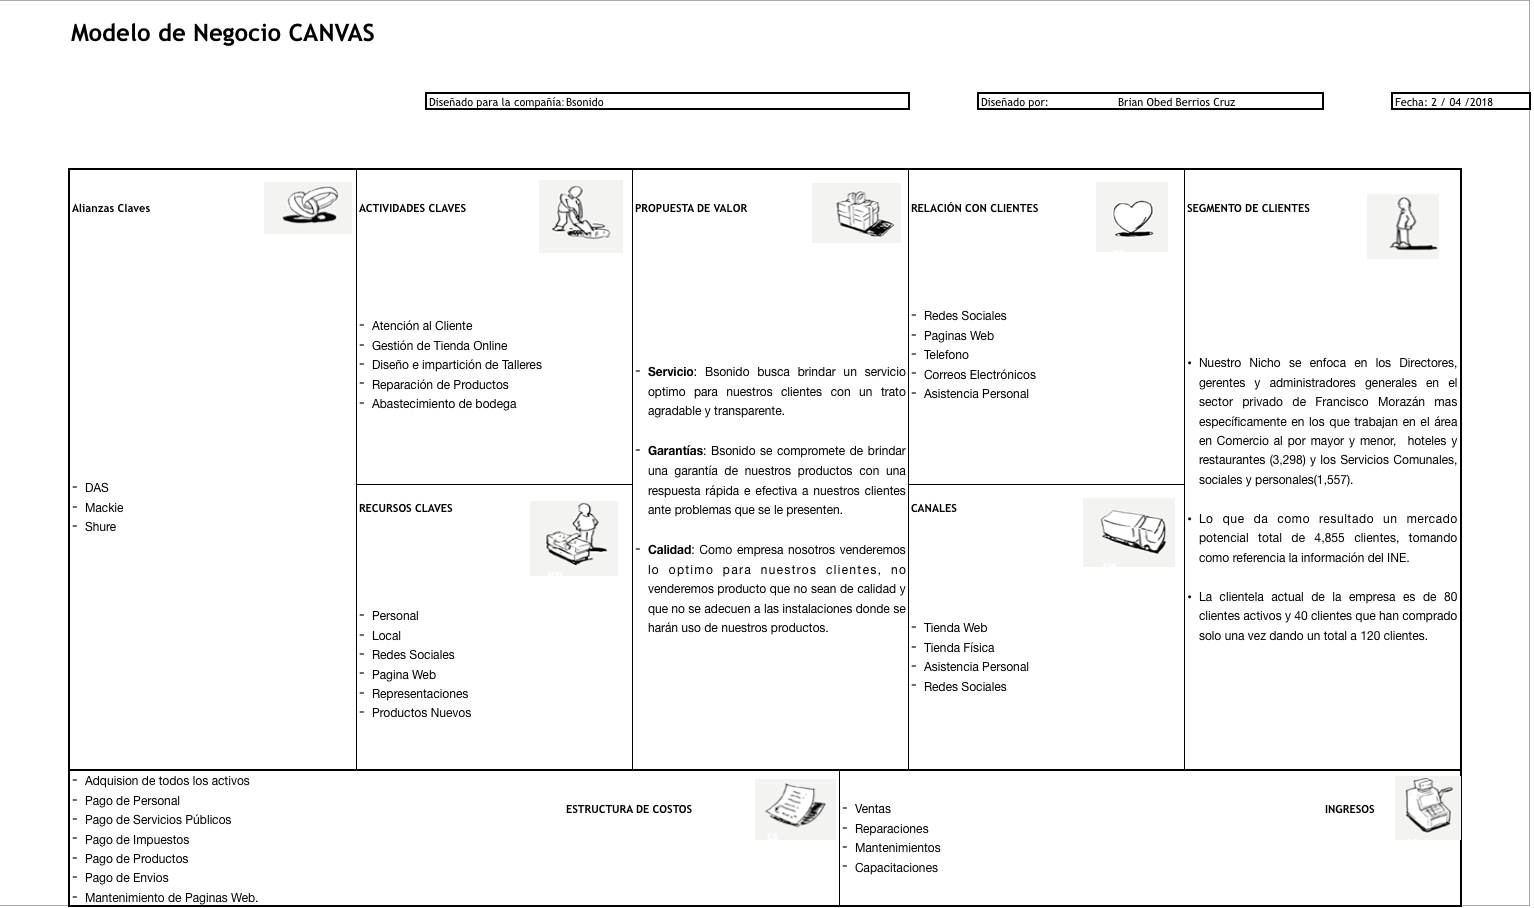 Modelo de Negocio CANVAS
Diseñado para la compañía: Bsonido
Diseñado por: Brian Obed Berrios Cruz
Fecha: 2 / 04 /2018
Alianzas Claves
- DAS
- Mackie
- Shure
ACTIVIDADES CLAVES
- Atención al Cliente
- Gestión de Tienda Online
- Diseño e impartición de Talleres
- Reparación de Productos
- Abastecimiento de bodega
RECURSOS CLAVES
- Personal
- Local
- Redes Sociales
- Pagina Web
- Representaciones
- Productos Nuevos
PROPUESTA DE VALOR
- Servicio: Bsonido busca brindar un servicio
optimo para nuestros clientes con un trato
agradable y transparente.
- Garantías: Bsonido se compromete de brindar
una garantía de nuestros productos con una
respuesta rápida e efectiva a nuestros clientes
ante problemas que se le presenten.
- Calidad: Como empresa nosotros venderemos
lo optimo para nuestros clientes, no
venderemos producto que no sean de calidad y
que no se adecuen a las instalaciones donde se
harán uso de nuestros productos.
RELACIÓN CON CLIENTES
- Redes Sociales
- Paginas Web
- Telefono
- Correos Electrónicos
- Asistencia Personal
CANALES
- Tienda Web
- Tienda Física
- Asistencia Personal
- Redes Sociales
SEGMENTO DE CLIENTES
• Nuestro Nicho se enfoca en los Directores,
gerentes y administradores generales en el
sector privado de Francisco Morazán mas
específicamente en los que trabajan en el área
en Comercio al por mayor y menor, hoteles y
restaurantes (3,298) y los Servicios Comunales,
sociales y personales(1,557).
• Lo que da como resultado un mercado
potencial total de 4,855 clientes, tomando
como referencia la información del INE.
• La clientela actual de la empresa es de 80
clientes activos y 40 clientes que han comprado
solo una vez dando un total a 120 clientes.
ESTRUCTURA DE COSTOS
- Adquision de todos los activos
- Pago de Personal
- Pago de Servicios Públicos
- Pago de Impuestos
- Pago de Productos
- Pago de Envios
- Mantenimiento de Paginas Web.
INGRESOS
- Ventas
- Reparaciones
- Mantenimientos
- Capacitaciones